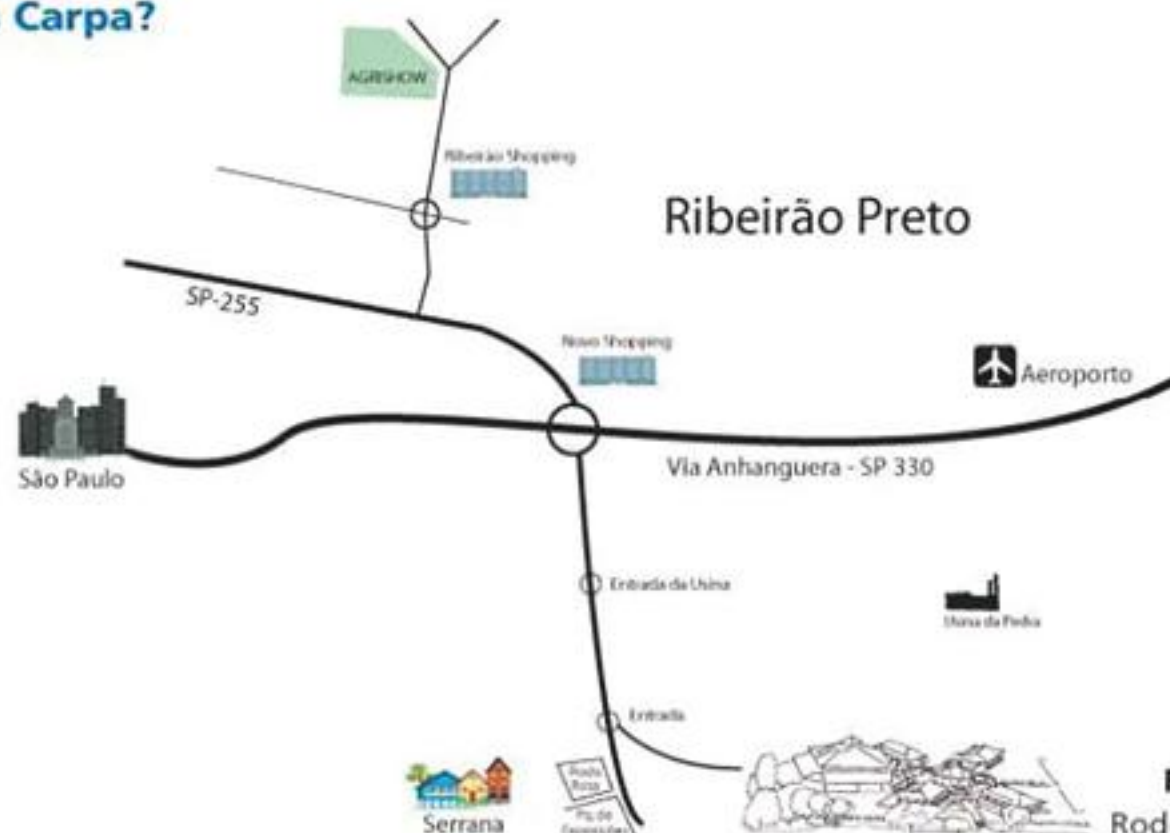 Carpa?
AGRISHOW
Ribeirão Shopping
Ribeirão Preto
SP-255
Novo Shopping
Aeroporto
São Paulo
Via Anhanguera - SP 330
Entrada da Usina
Usina da Pedra
Entrada
Serrana
Rod